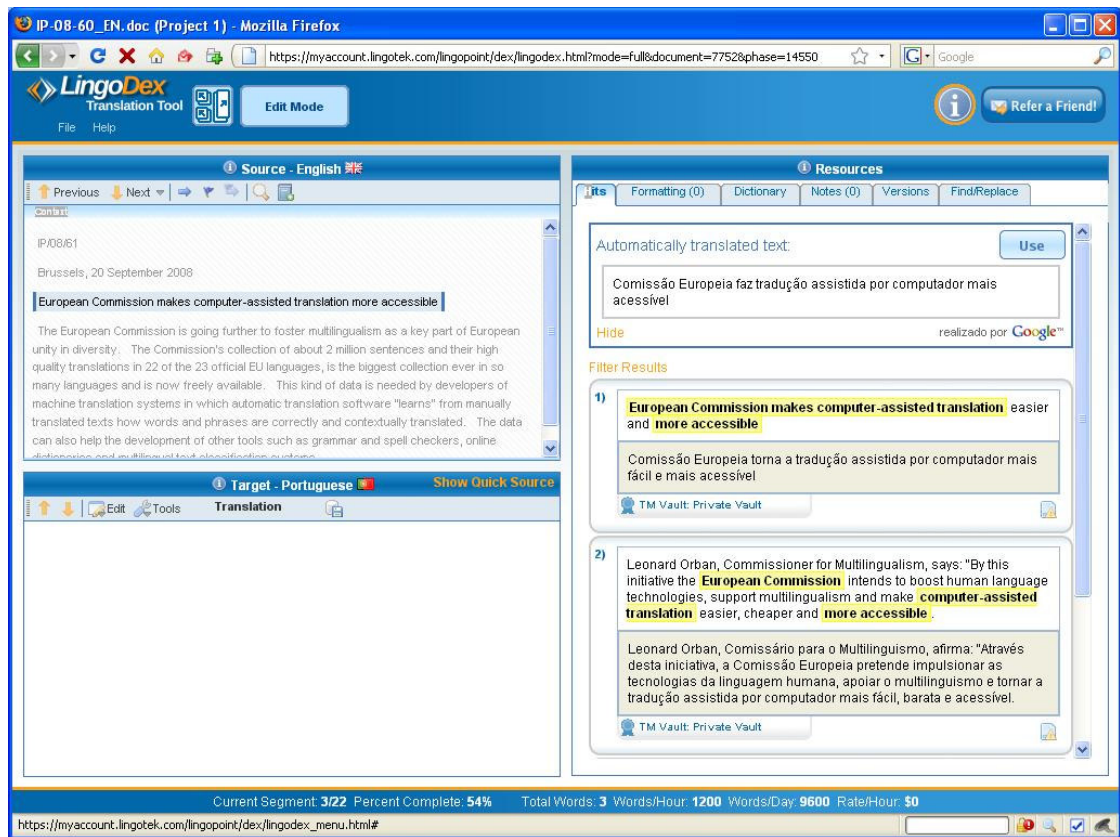 IP-08-60_EN.doc (Project 1) - Mozilla Firefox
https://myaccount.lingotek.com/lingopoint/dex/lingodex.html?mode=full&document=7752&phase=14550
G
Google
LingoDex
Translation Tool
Edit Mode
Refer a Friend!
File Help
Source - English
Previous Next
Contact
IP/08/61
Brussels, 20 September 2008
European Commission makes computer-assisted translation more accessible
The European Commission is going further to foster multilingualism as a key part of European
unity in diversity. The Commission's collection of about 2 million sentences and their high
quality translations in 22 of the 23 official EU languages, is the biggest collection ever in so
many languages and is now freely available. This kind of data is needed by developers of
machine translation systems in which automatic translation software "learns" from manually
translated texts how words and phrases are correctly and contextually translated. The data
can also help the development of other tools such as grammar and spell checkers, online
dictionaries and multilingual text classification systems.
Target - Portuguese
Show Quick Source
Edit Tools Translation
Resources
Formatting (0) Dictionary Notes (0) Versions Find/Replace
Automatically translated text:
Use
Comissão Europeia faz tradução assistida por computador mais
acessível
Hide
realizado por Google™
Filter Results
1)
European Commission makes computer-assisted translation easier
and more accessible
Comissão Europeia torna a tradução assistida por computador mais
fácil e mais acessível
TM Vault: Private Vault
2)
Leonard Orban, Commissioner for Multilingualism, says: "By this
initiative the European Commission intends to boost human language
technologies, support multilingualism and make computer-assisted
translation easier, cheaper and more accessible.
Leonard Orban, Comissário para o Multilinguismo, afirma: "Através
desta iniciativa, a Comissão Europeia pretende impulsionar as
tecnologias da linguagem humana, apoiar o multilinguismo e tornar a
tradução assistida por computador mais fácil, barata e acessível.
TM Vault: Private Vault
Current Segment: 3/22 Percent Complete: 54% Total Words: 3 Words/Hour: 1200 Words/Day: 9600 Rate/Hour: $0
https://myaccount.lingotek.com/lingopoint/dex/lingodex_menu.html#